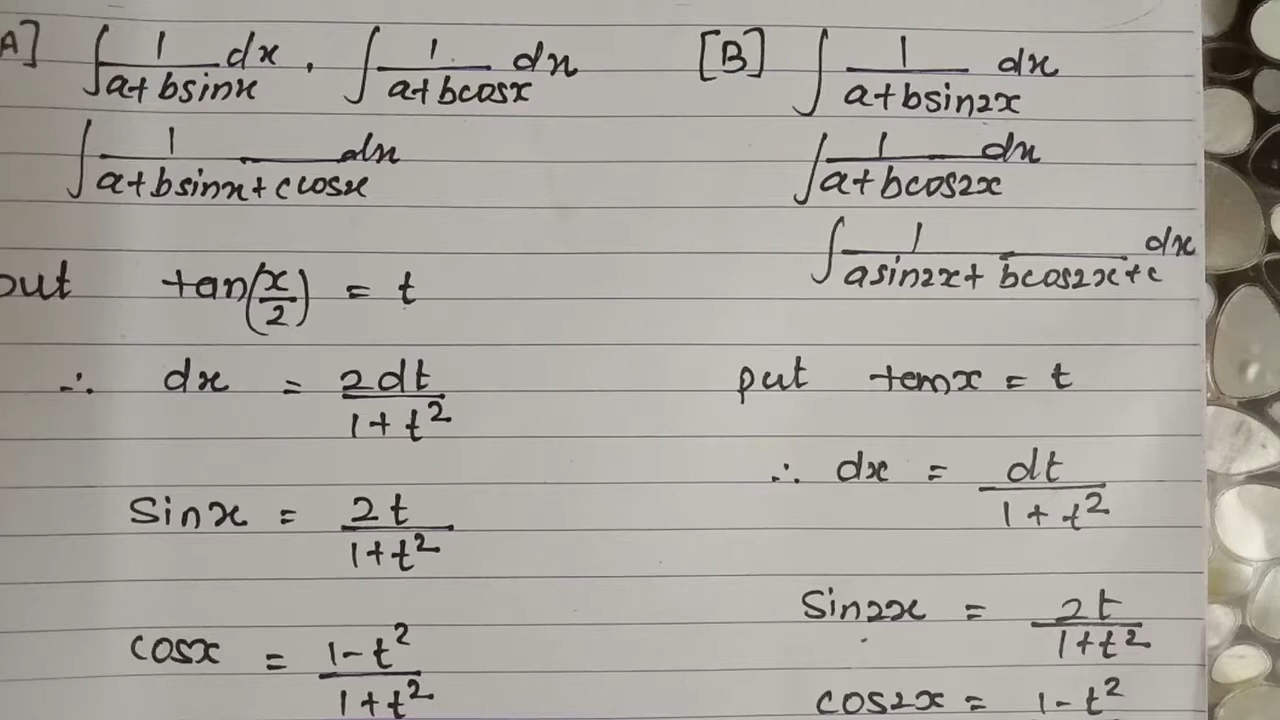 A] ∫ 1/(a+bsinx) dx , ∫ 1/(a+bcosx) dx
∫ 1/(a+bsinx+ccosx) dx
put tan(x/2) = t
∴ dx = 2dt/(1+t²)
Sinx = 2t/(1+t²)
cosx = (1-t²)/(1+t²)
[B] ∫ 1/(a+bsin2x) dx
∫ 1/(a+bcos2x) dx
∫ 1/(asin2x+bcos2x+c) dx
put tanx = t
∴ dx = dt/(1+t²)
Sin2x = 2t/(1+t²)
cos2x = 1-t²